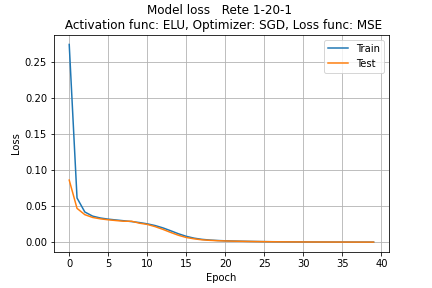 Model loss   Rete 1-20-1
Activation func: ELU, Optimizer: SGD, Loss func: MSE
Train
Test
0.25
0.20
0.15
0.10
0.05
0.00
Loss
0 5 10 15 20 25 30 35 40
Epoch